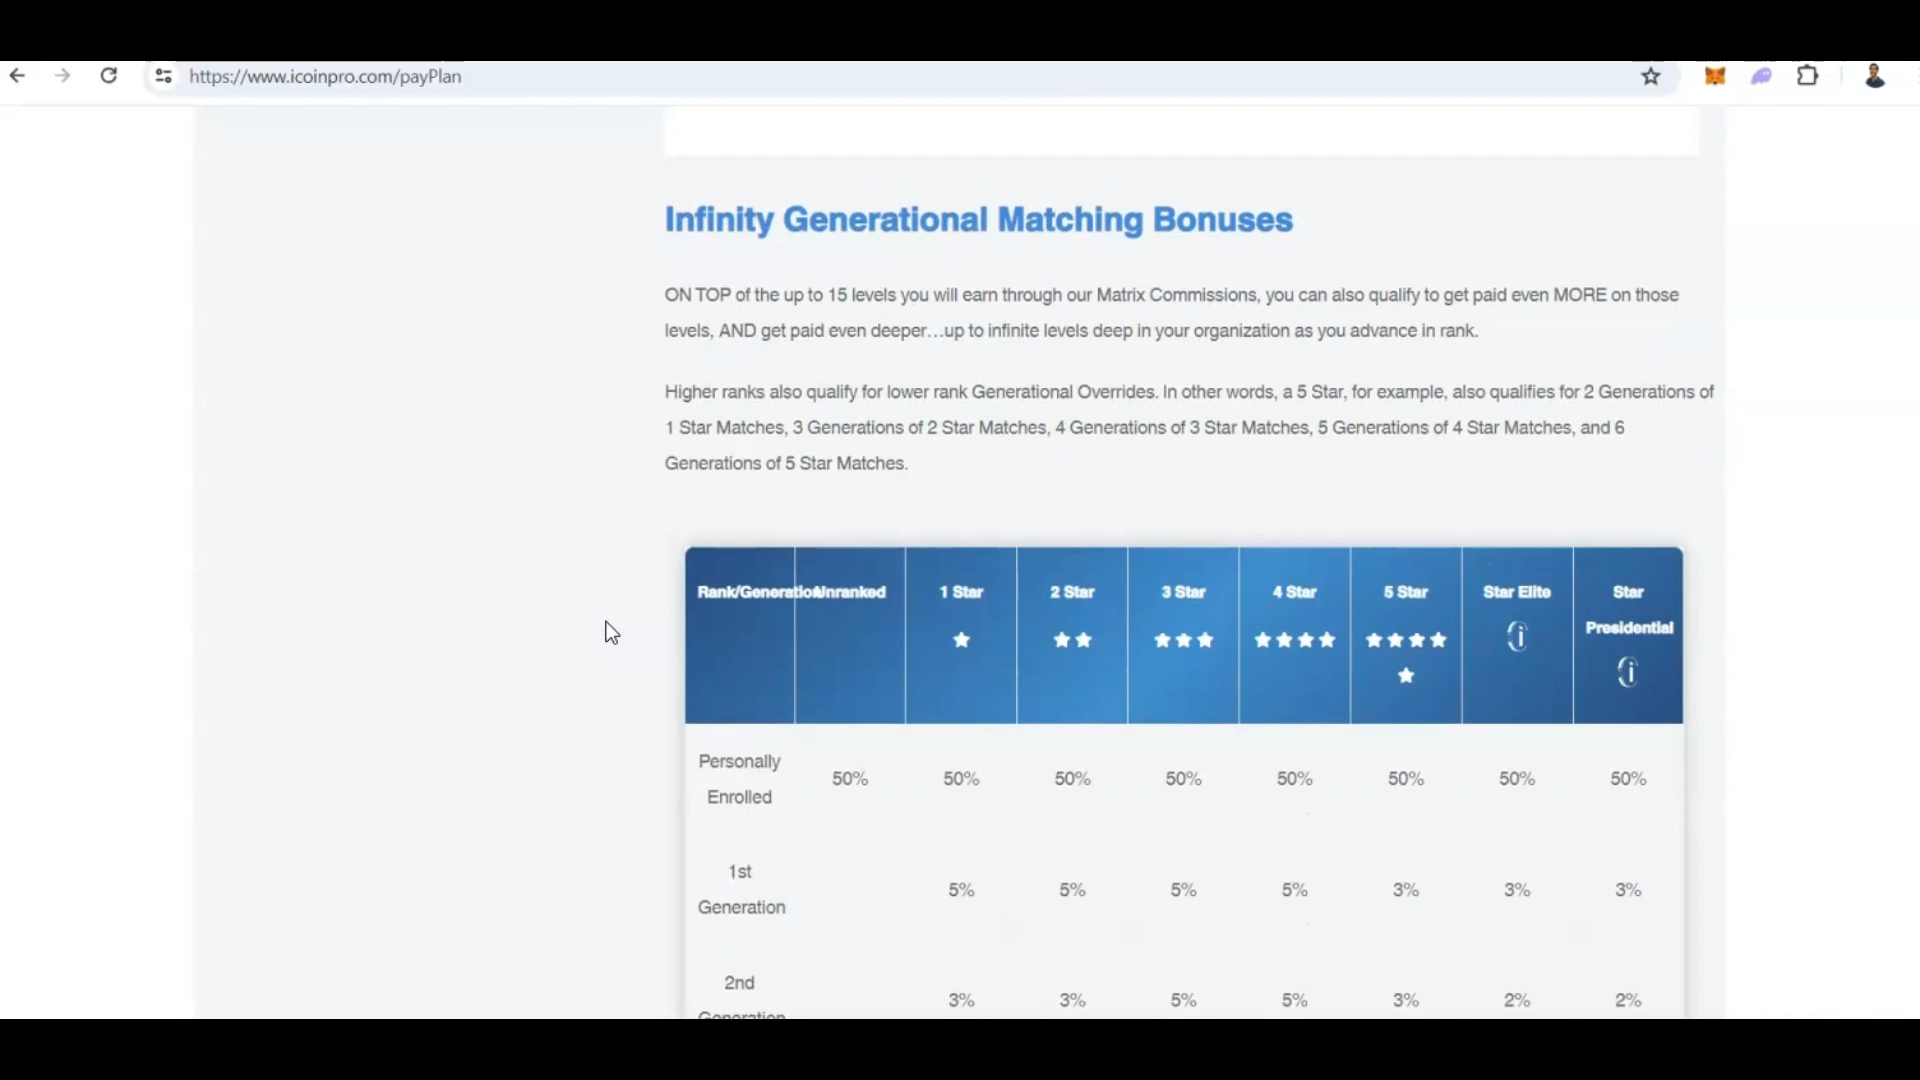 https://www.icoinpro.com/payPlan
Infinity Generational Matching Bonuses
ON TOP of the up to 15 levels you will earn through our Matrix Commissions, you can also qualify to get paid even MORE on those
levels, AND get paid even deeper…up to infinite levels deep in your organization as you advance in rank.
Higher ranks also qualify for lower rank Generational Overrides. In other words, a 5 Star, for example, also qualifies for 2 Generations of
1 Star Matches, 3 Generations of 2 Star Matches, 4 Generations of 3 Star Matches, 5 Generations of 4 Star Matches, and 6
Generations of 5 Star Matches.
Rank/Generation Unranked 1 Star 2 Star 3 Star 4 Star 5 Star Star Elite Star
Presidential
Personally
Enrolled
50% 50% 50% 50% 50% 50% 50% 50%
1st
Generation
5% 5% 5% 5% 3% 3% 3%
2nd
Generation
3% 3% 5% 5% 3% 2% 2%